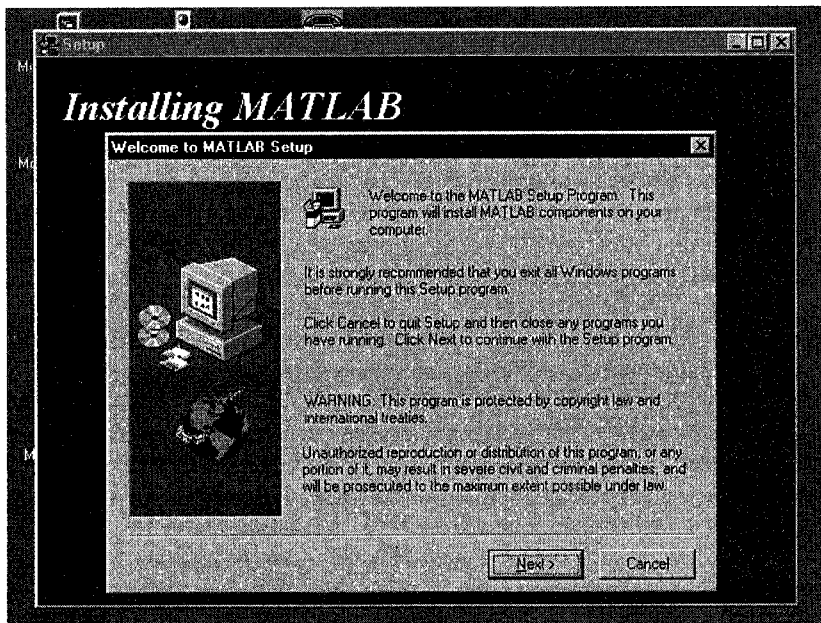 Setup
Installing MATLAB
Welcome to MATLAB Setup
Welcome to the MATLAB Setup Program. This
program will install MATLAB components on your
computer.
It is strongly recommended that you exit all Windows programs
before running this Setup program.
Click Cancel to quit Setup and then close any programs you
have running. Click Next to continue with the Setup program.
WARNING: This program is protected by copyright law and
international treaties.
Unauthorized reproduction or distribution of this program, or any
portion of it, may result in severe civil and criminal penalties, and
will be prosecuted to the maximum extent possible under law.
Next >
Cancel